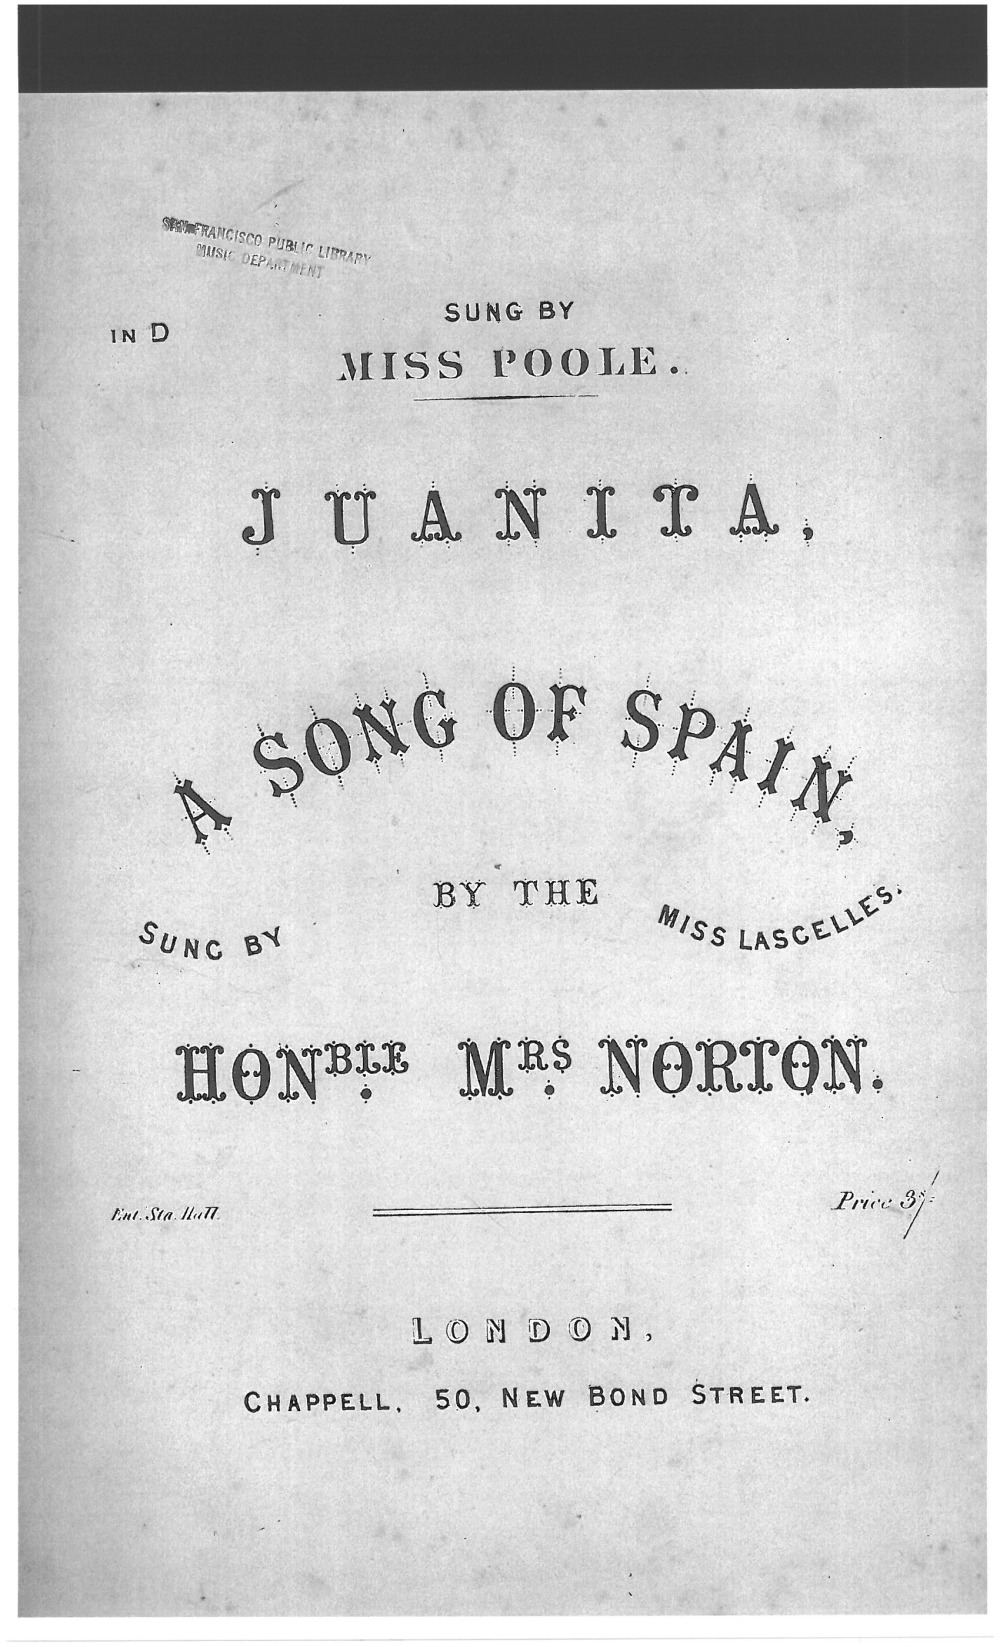 SAN FRANCISCO PUBLIC LIBRARY
MUSIC DEPARTMENT
IN D
SUNG BY
MISS POOLE.
JUANITA,
A SONG OF SPAIN,
BY THE
SUNG BY
MISS LASCELLES.
HONBLE. MRS. NORTON.
Ent. Sta. Hall.
Price 3/-
LONDON,
CHAPPELL, 50, NEW BOND STREET.